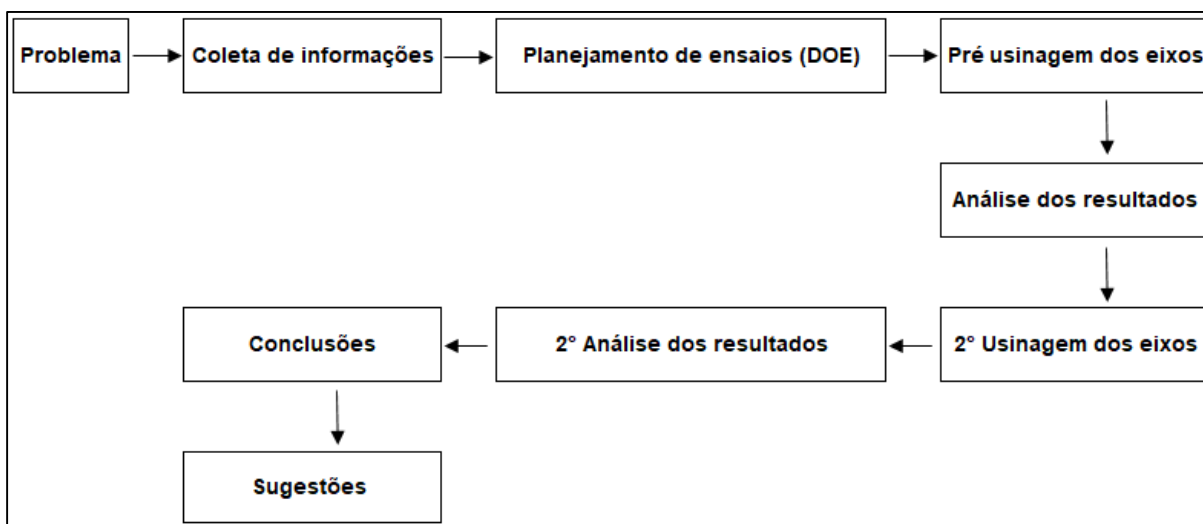 Problema
Coleta de informações
Planejamento de ensaios (DOE)
Pré usinagem dos eixos
Análise dos resultados
2° Usinagem dos eixos
2° Análise dos resultados
Conclusões
Sugestões